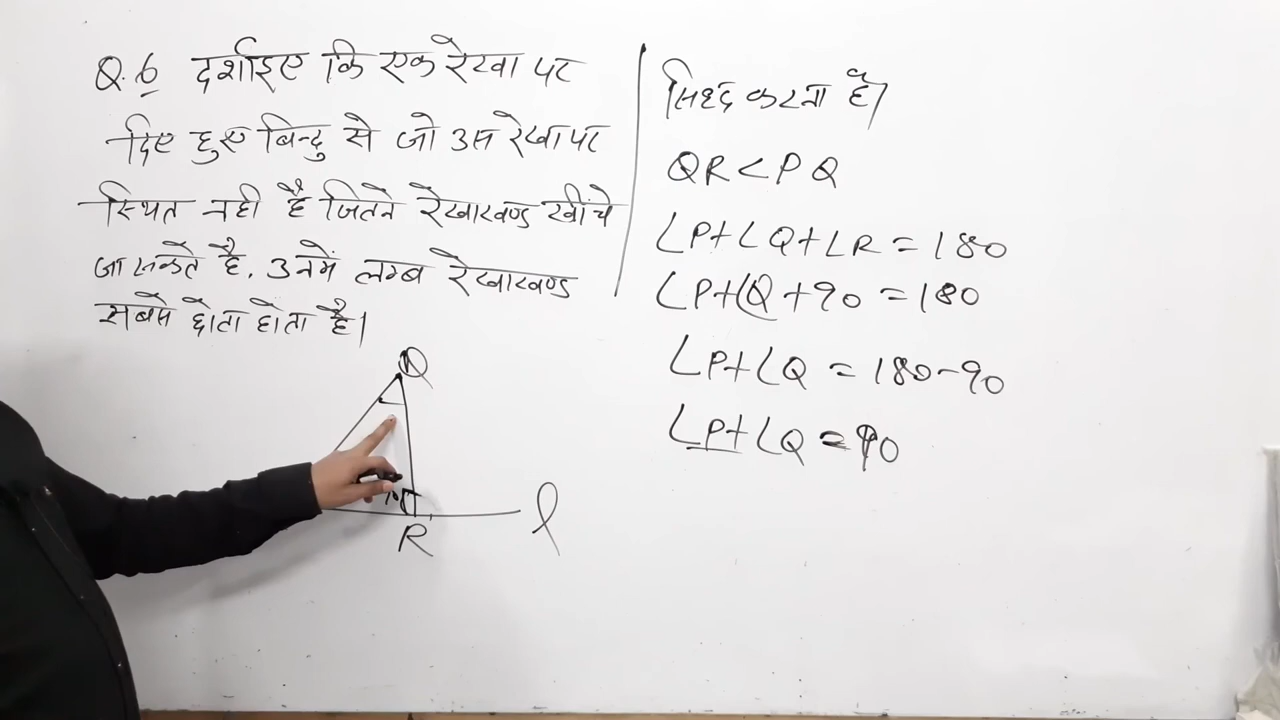 Q.6 दर्शाइए कि एक रेखा पर
दिए हुए बिन्दु से जो उस रेखा पर
स्थित नही है जितने रेखाखण्ड खींचे
जा सकते है. उनमें लम्ब रेखाखण्ड
सबसे छोटा होता है।
सिध्द करना है।
QR < PQ
∠P+∠Q+∠R = 180
∠P+∠Q+90 = 180
∠P+∠Q = 180-90
∠P+∠Q = 90
Q
R
l